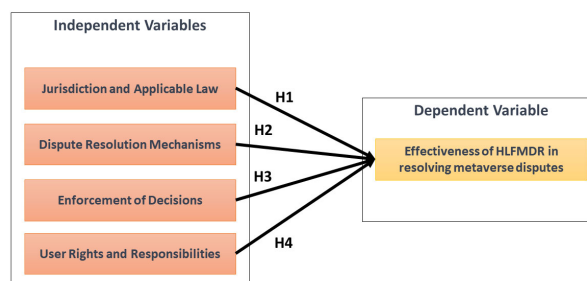 Independent Variables
Jurisdiction and Applicable Law
Dispute Resolution Mechanisms
Enforcement of Decisions
User Rights and Responsibilities
H1
H2
H3
H4
Dependent Variable
Effectiveness of HLFMDR in
resolving metaverse disputes